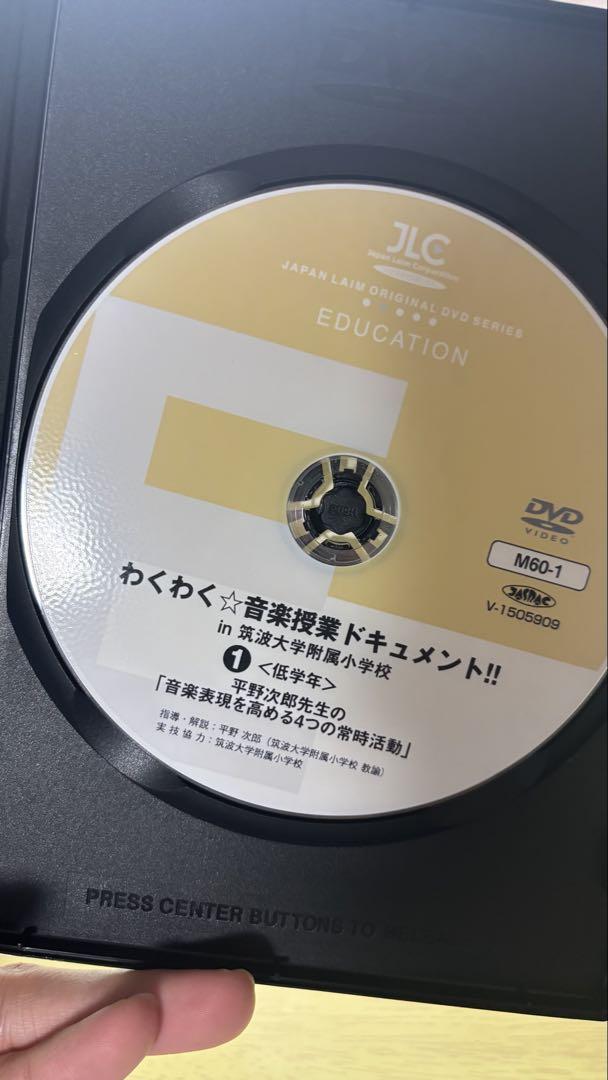 JLC
Japan Laim Corporation
JAPAN LAIM ORIGINAL DVD SERIES
EDUCATION
DVD
VIDEO
M60-1
JASRAC
V-1505909
わくわく☆音楽授業ドキュメント!!
in 筑波大学附属小学校
1 <低学年>
平野次郎先生の
「音楽表現を高める4つの常時活動」
指導・解説：平野 次郎（筑波大学附属小学校 教諭）
実技協力：筑波大学附属小学校
PRESS CENTER BUTTONS TO